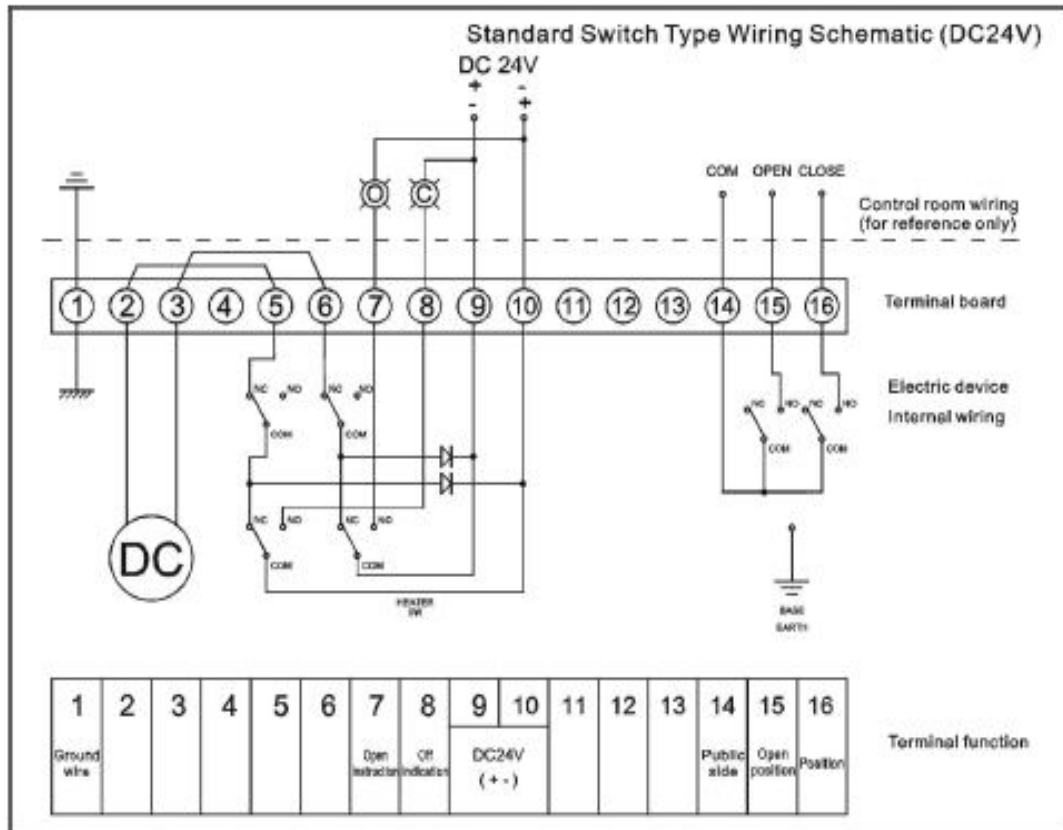 Standard Switch Type Wiring Schematic (DC24V)
DC 24V
+ -
- +
O C
COM OPEN CLOSE
Control room wiring
(for reference only)
1 2 3 4 5 6 7 8 9 10 11 12 13 14 15 16
Terminal board
Electric device
Internal wiring
NC NO NC NO
COM COM
NC NO NC NO
COM COM
NC NO NC NO
COM COM
DC
HEATER
5W
BASE
EARTH
1 2 3 4 5 6 7 8 9 10 11 12 13 14 15 16
Ground
wire
Open
instruction
Off
indication
DC24V
(+ -)
Public
side
Open
position
Position
Terminal function